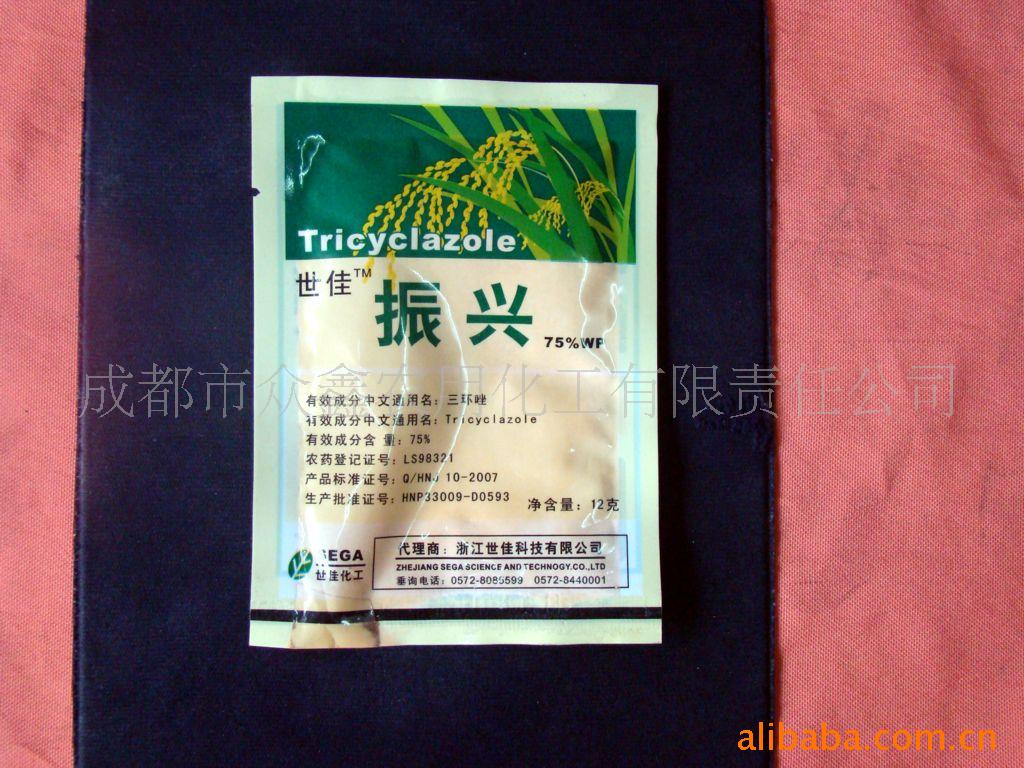 Tricyclazole
世佳™
振兴
75%WP
成都市众鑫农用化工有限责任公司
有效成分中文通用名：三环唑
有效成分中文通用名：Tricyclazole
有效成分含 量：75%
农药登记证号：LS98321
产品标准证号：Q/HNJ 10-2007
生产批准证号：HNP33009-D0593
净含量：12克
SEGA
世佳化工
代理商：浙江世佳科技有限公司
ZHEJIANG SEGA SCIENCE AND TECHNOGY.CO.,LTD
垂询电话：0572-8085599 0572-8440001
alibaba.com.cn